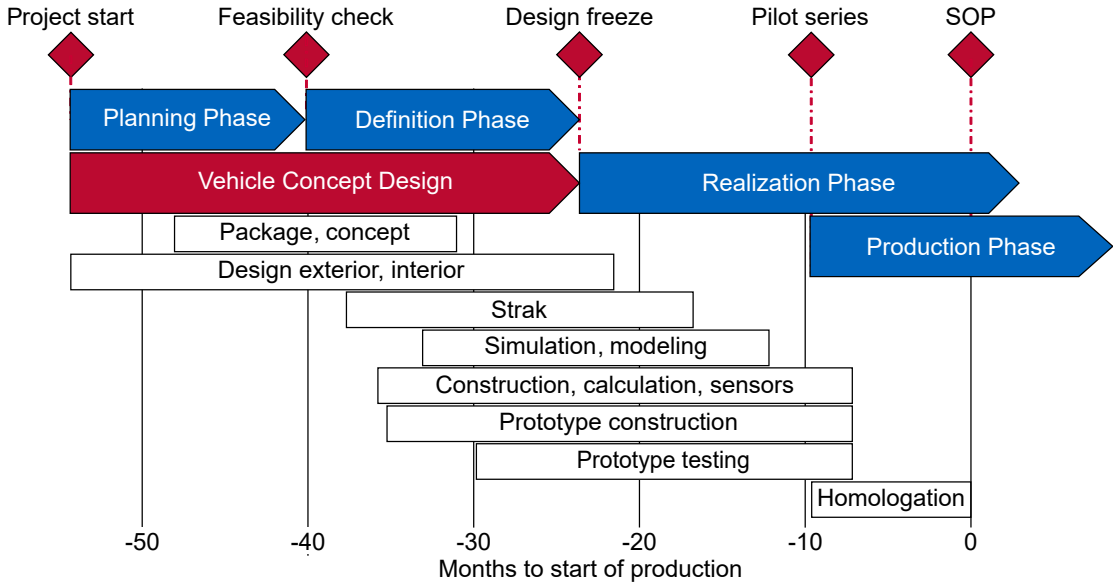 Project start
Feasibility check
Design freeze
Pilot series
SOP
Planning Phase
Definition Phase
Vehicle Concept Design
Realization Phase
Package, concept
Production Phase
Design exterior, interior
Strak
Simulation, modeling
Construction, calculation, sensors
Prototype construction
Prototype testing
Homologation
-50
-40
-30
-20
-10
0
Months to start of production